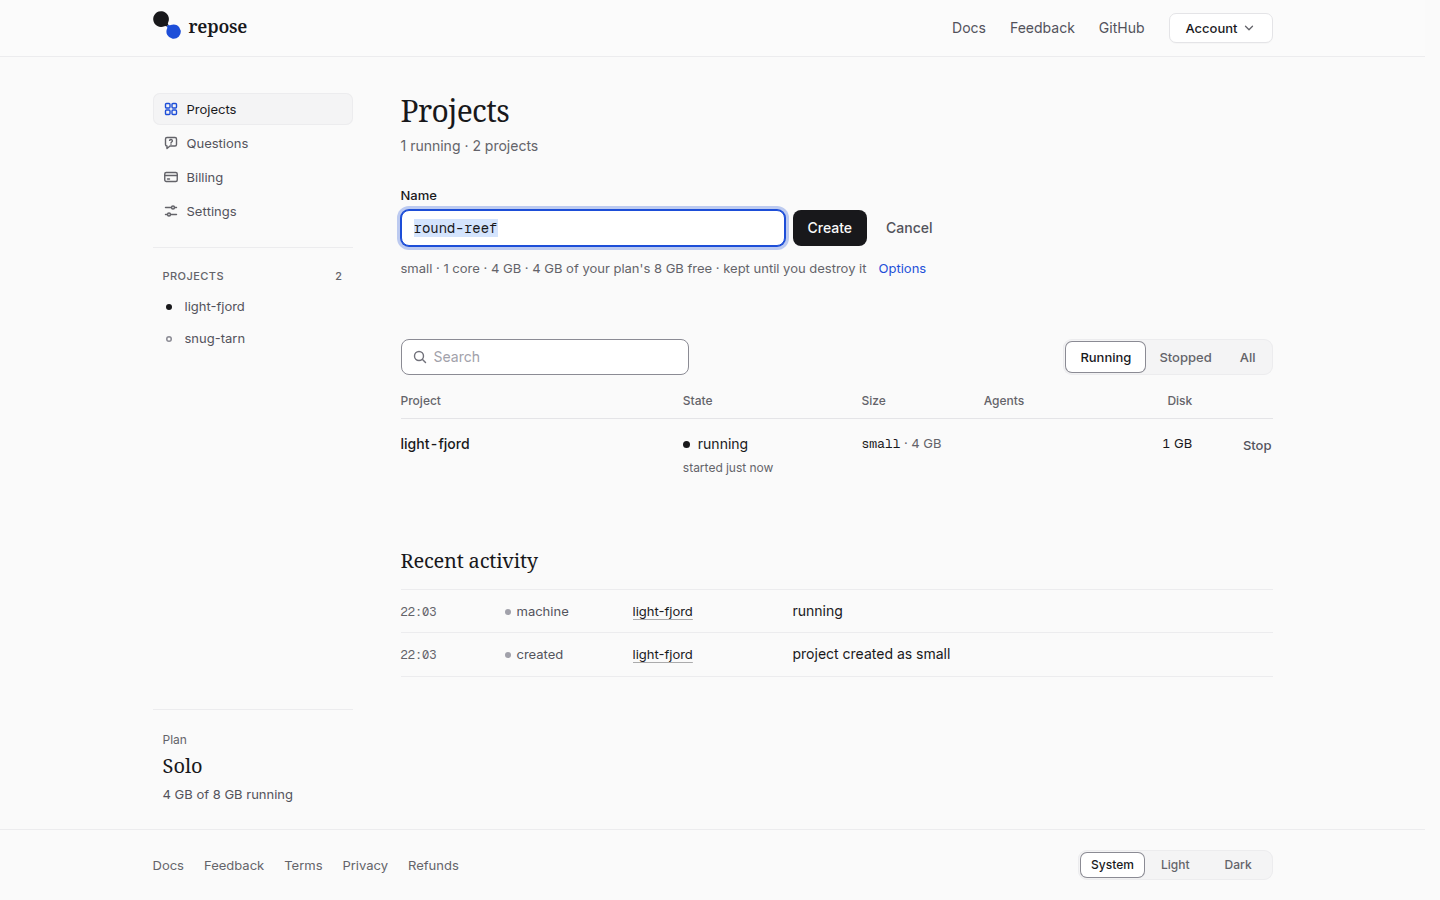 repose
Docs
Feedback
GitHub
Account
Projects
Questions
Billing
Settings
PROJECTS 2
light-fjord
snug-tarn
Plan
Solo
4 GB of 8 GB running
Projects
1 running · 2 projects
Name
round-reef
Create
Cancel
small · 1 core · 4 GB · 4 GB of your plan's 8 GB free · kept until you destroy it Options
Search
Running
Stopped
All
Project State Size Agents Disk
light-fjord running small · 4 GB 1 GB Stop
started just now
Recent activity
22:03 machine light-fjord running
22:03 created light-fjord project created as small
Docs Feedback Terms Privacy Refunds
System Light Dark